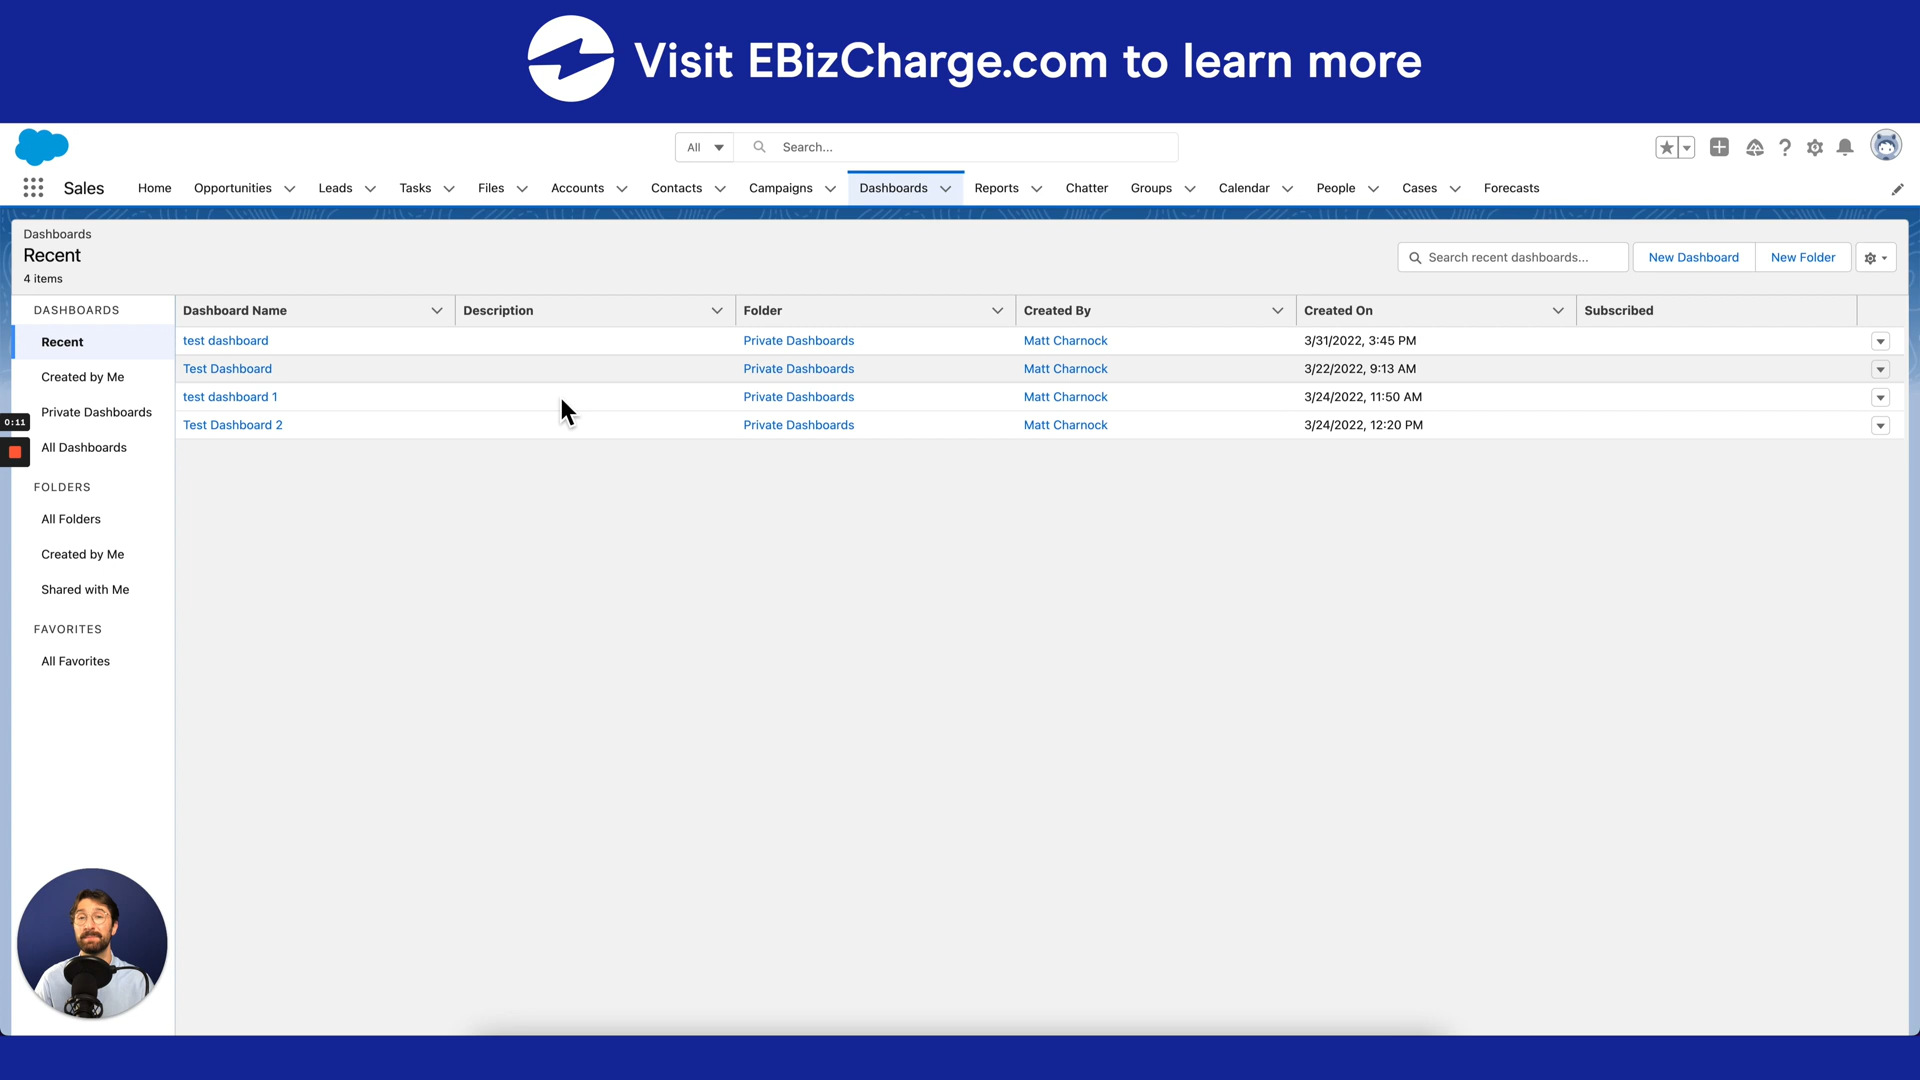 Visit EBizCharge.com to learn more
All
Search...
Sales
Home
Opportunities
Leads
Tasks
Files
Accounts
Contacts
Campaigns
Dashboards
Reports
Chatter
Groups
Calendar
People
Cases
Forecasts
Dashboards
Recent
4 items
Search recent dashboards...
New Dashboard
New Folder
DASHBOARDS
Recent
Created by Me
Private Dashboards
0:11
All Dashboards
FOLDERS
All Folders
Created by Me
Shared with Me
FAVORITES
All Favorites
Dashboard Name Description Folder Created By Created On Subscribed
test dashboard Private Dashboards Matt Charnock 3/31/2022, 3:45 PM
Test Dashboard Private Dashboards Matt Charnock 3/22/2022, 9:13 AM
test dashboard 1 Private Dashboards Matt Charnock 3/24/2022, 11:50 AM
Test Dashboard 2 Private Dashboards Matt Charnock 3/24/2022, 12:20 PM